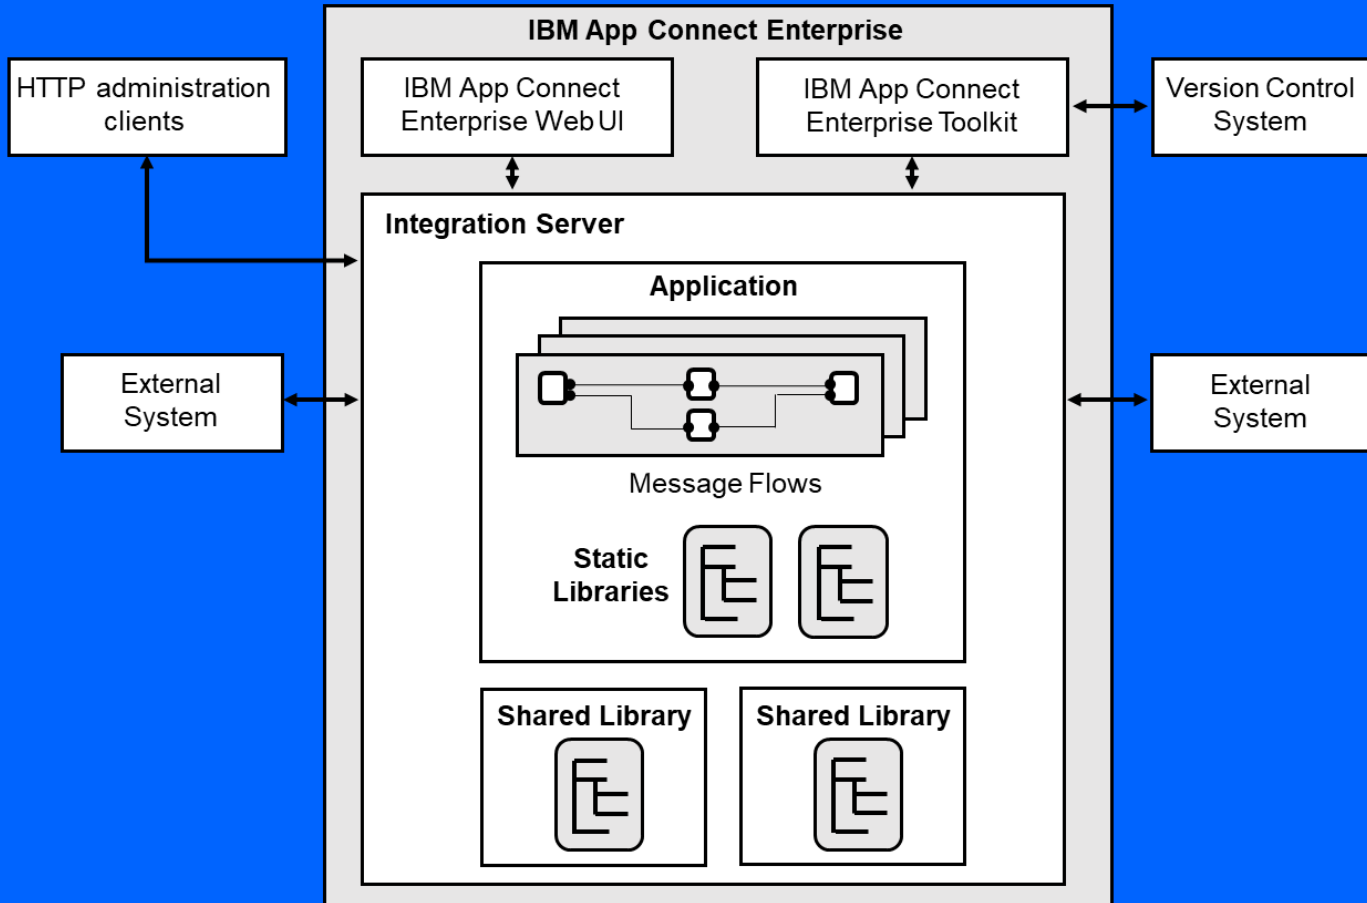 IBM App Connect Enterprise
HTTP administration
clients
IBM App Connect
Enterprise Web UI
IBM App Connect
Enterprise Toolkit
Version Control
System
Integration Server
Application
External
System
External
System
Message Flows
Static
Libraries
Shared Library
Shared Library